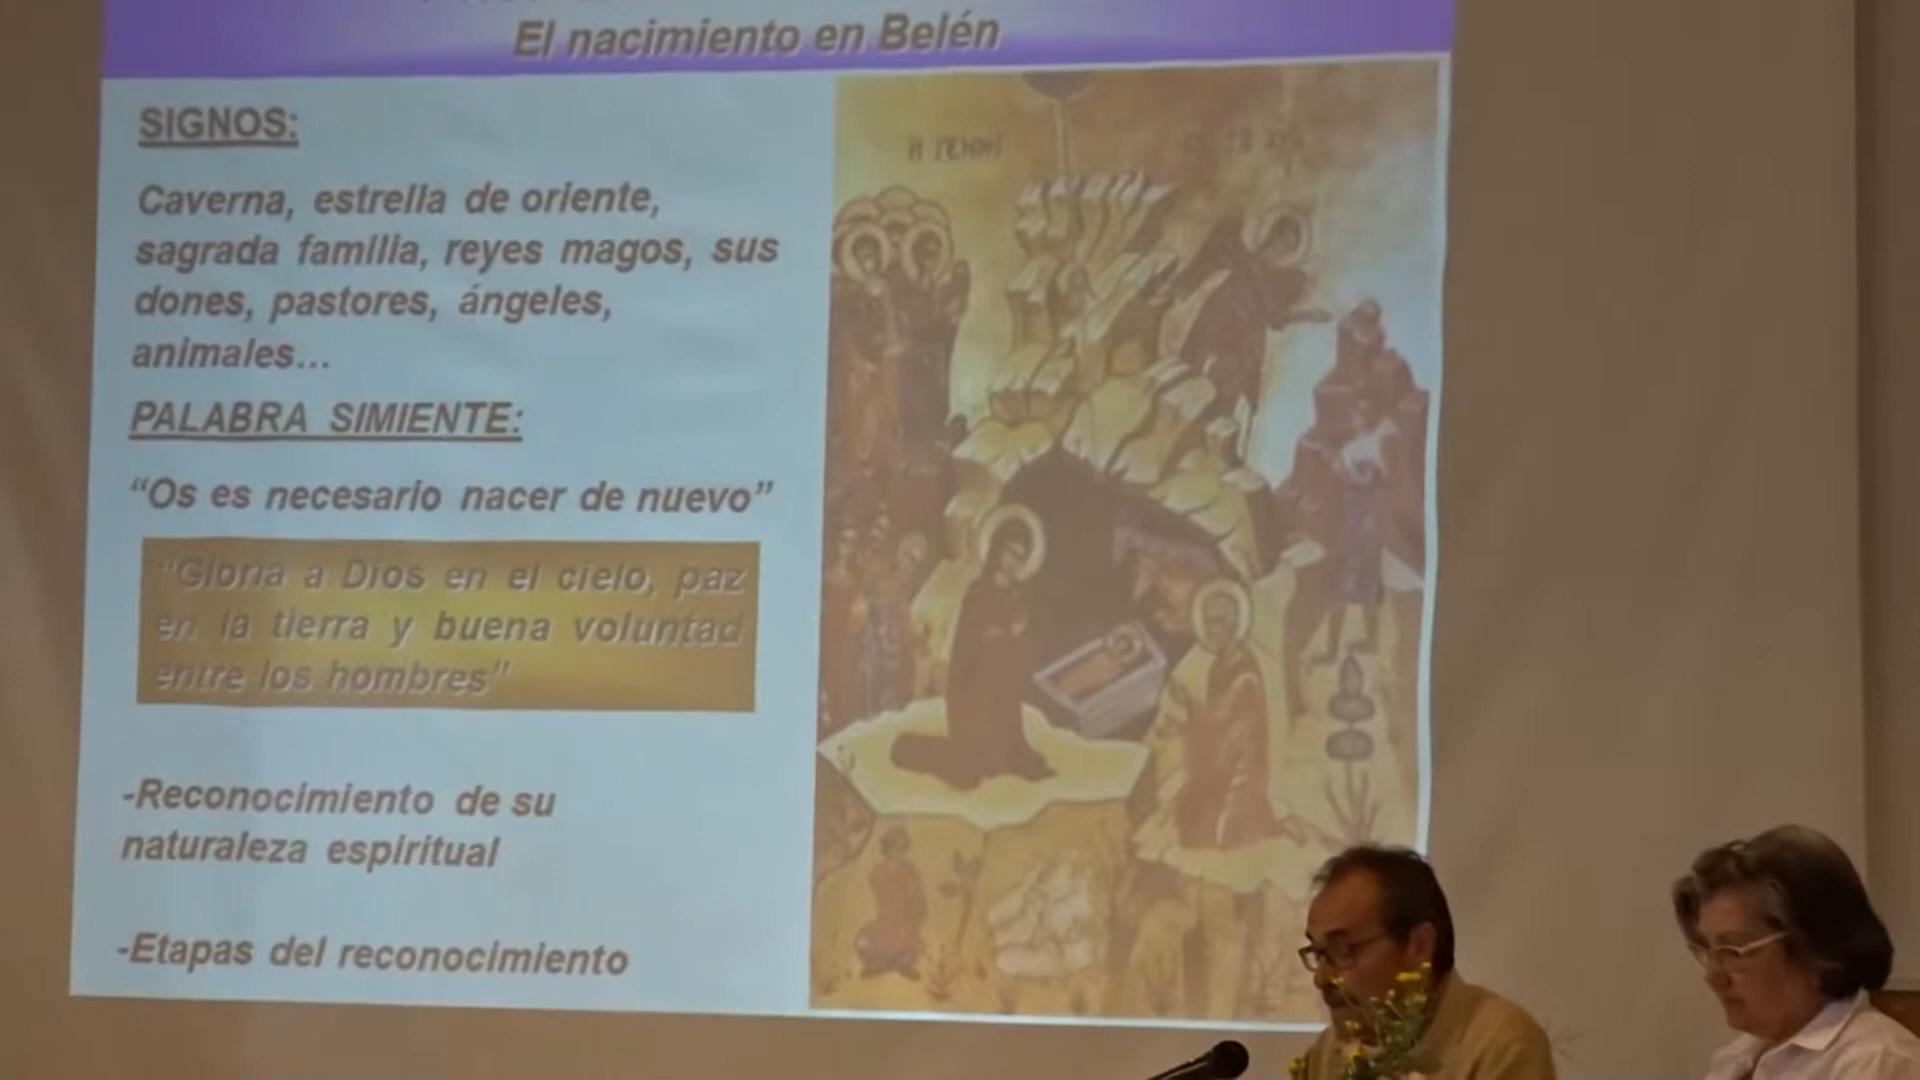 El nacimiento en Belén
SIGNOS:
Caverna, estrella de oriente,
sagrada familia, reyes magos, sus
dones, pastores, ángeles,
animales...
PALABRA SIMIENTE:
“Os es necesario nacer de nuevo”
“Gloria a Dios en el cielo, paz
en la tierra y buena voluntad
entre los hombres”
-Reconocimiento de su
naturaleza espiritual
-Etapas del reconocimiento